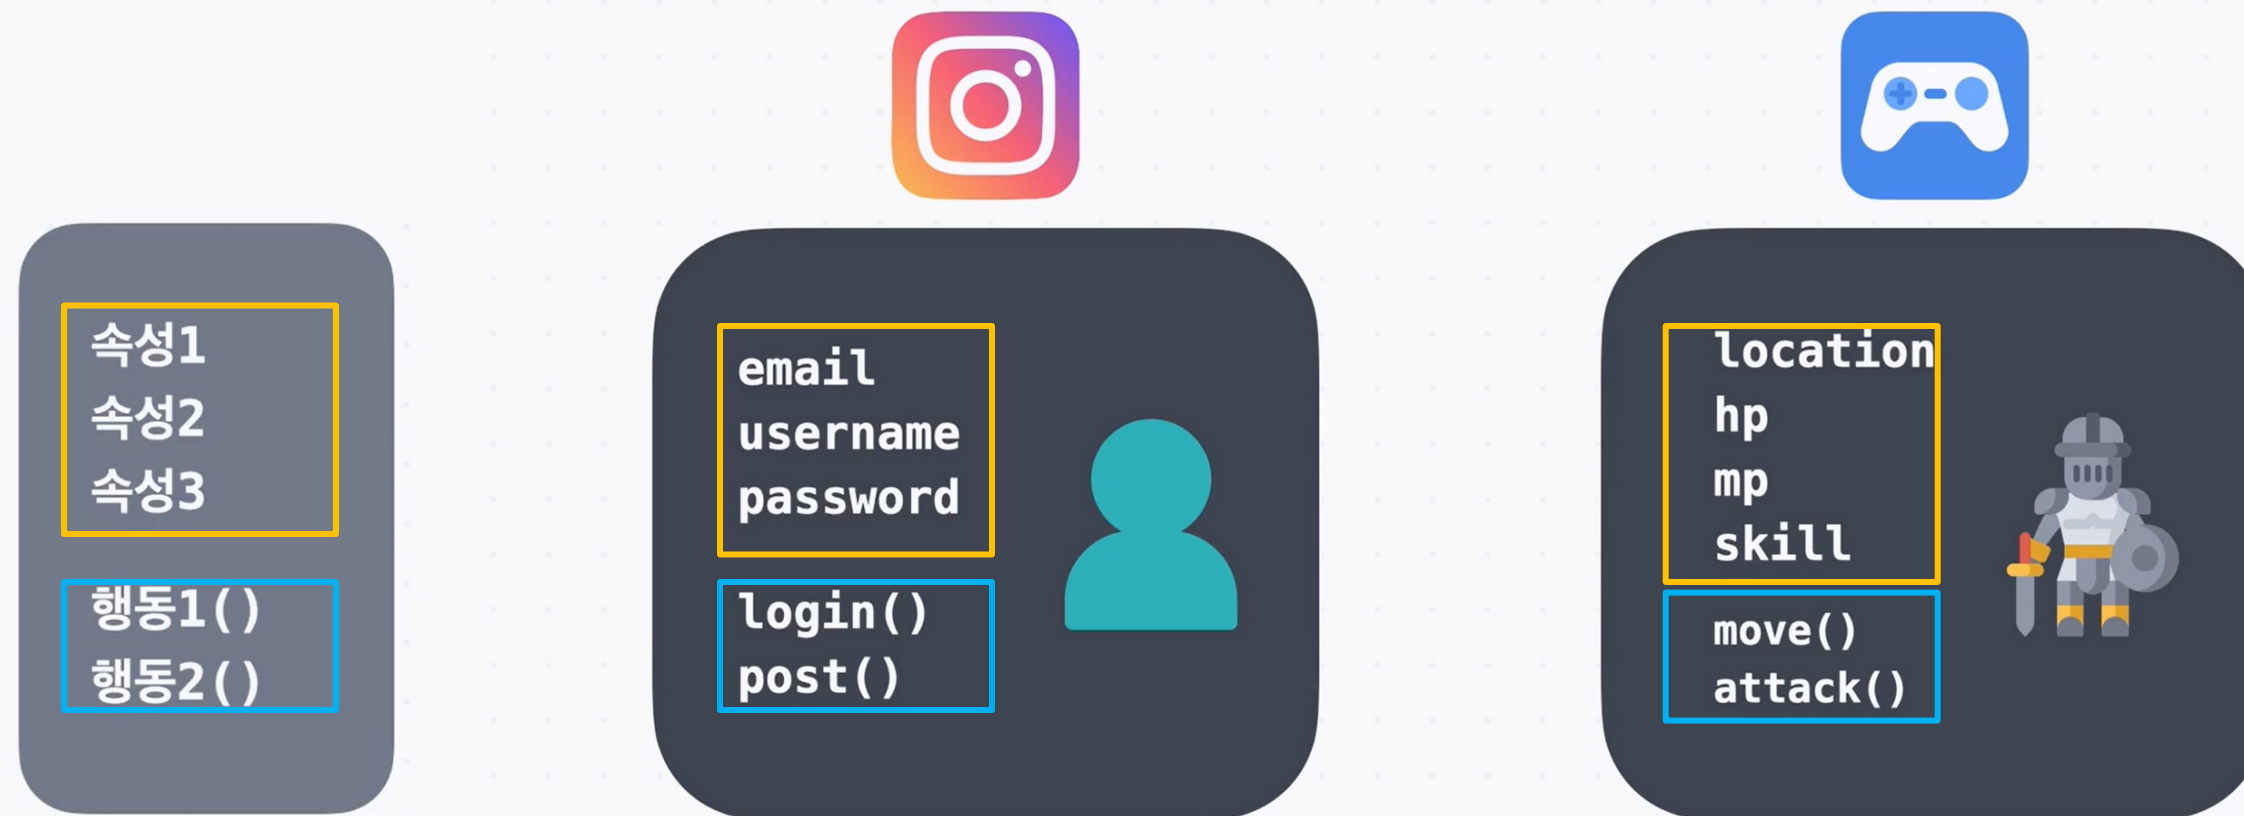 속성1
속성2
속성3
행동1()
행동2()
email
username
password
login()
post()
location
hp
mp
skill
move()
attack()